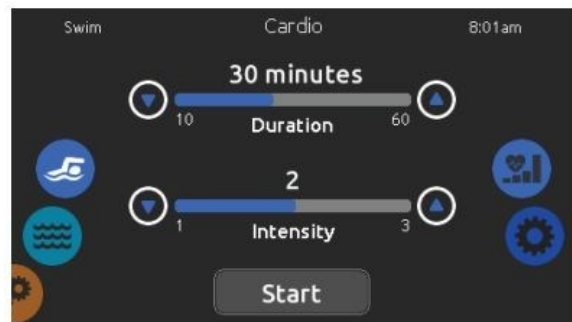 Swim Cardio 8:01am
30 minutes
10 Duration 60
2
1 Intensity 3
Start